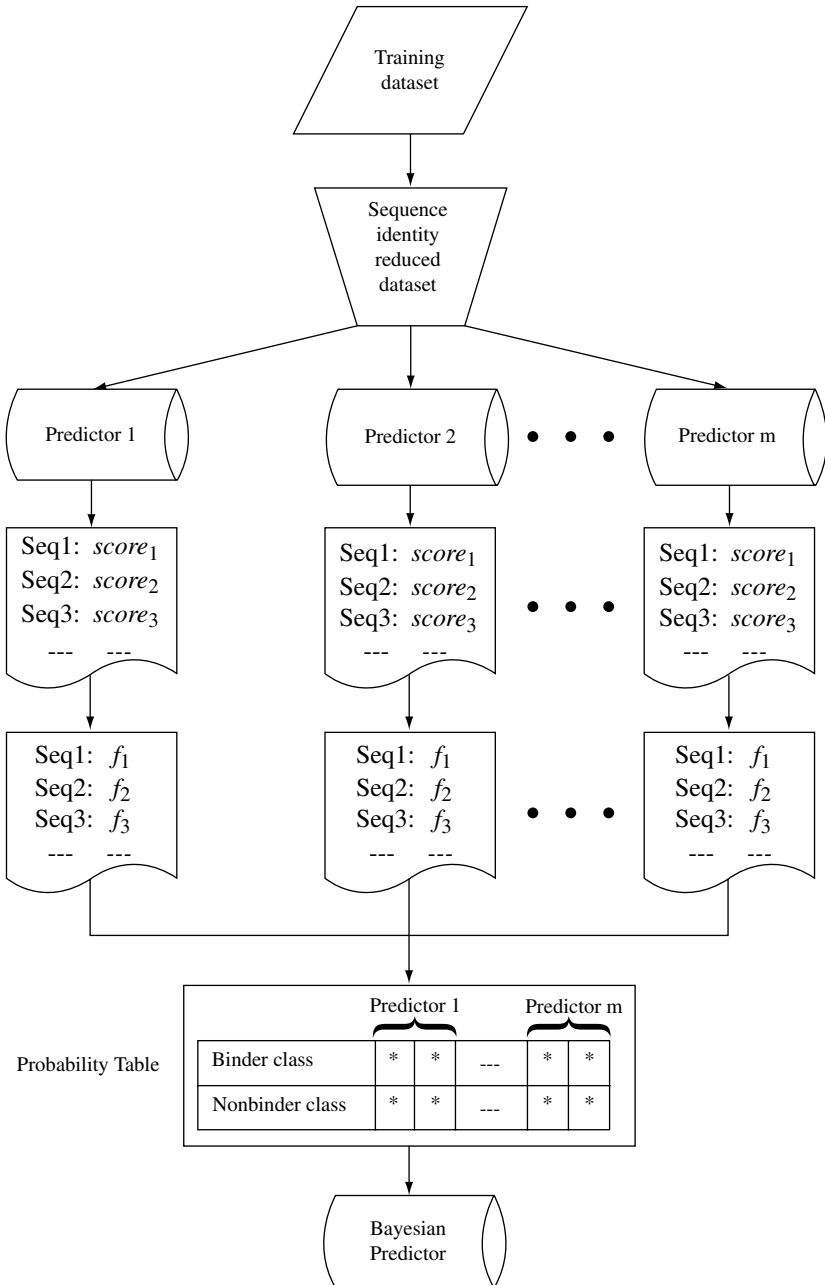 Training
dataset
Sequence
identity
reduced
dataset
Predictor 1
Predictor 2
Predictor m
Seq1: score1
Seq2: score2
Seq3: score3
--- ---
Seq1: score1
Seq2: score2
Seq3: score3
--- ---
Seq1: score1
Seq2: score2
Seq3: score3
--- ---
Seq1: f1
Seq2: f2
Seq3: f3
--- ---
Seq1: f1
Seq2: f2
Seq3: f3
--- ---
Seq1: f1
Seq2: f2
Seq3: f3
--- ---
Predictor 1 Predictor m
Probability Table
Binder class * * --- * *
Nonbinder class * * --- * *
Bayesian
Predictor